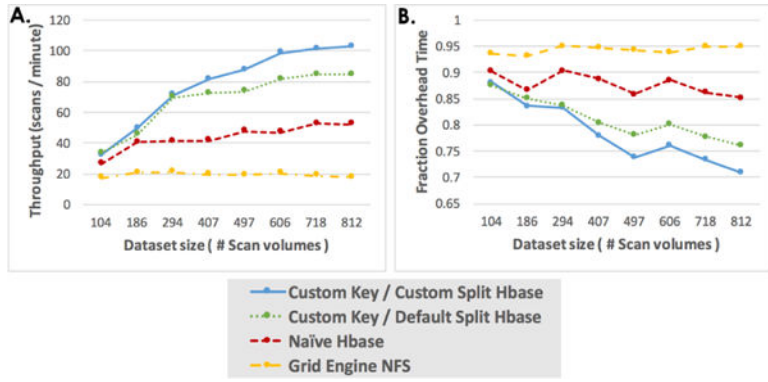 A.
Throughput (scans / minute)
120
100
80
60
40
20
0
104 186 294 407 497 606 718 812
Dataset size ( # Scan volumes )
B.
Fraction Overhead Time
1
0.95
0.9
0.85
0.8
0.75
0.7
0.65
104 186 294 407 497 606 718 812
Dataset size ( # Scan volumes )
Custom Key / Custom Split Hbase
Custom Key / Default Split Hbase
Naïve Hbase
Grid Engine NFS